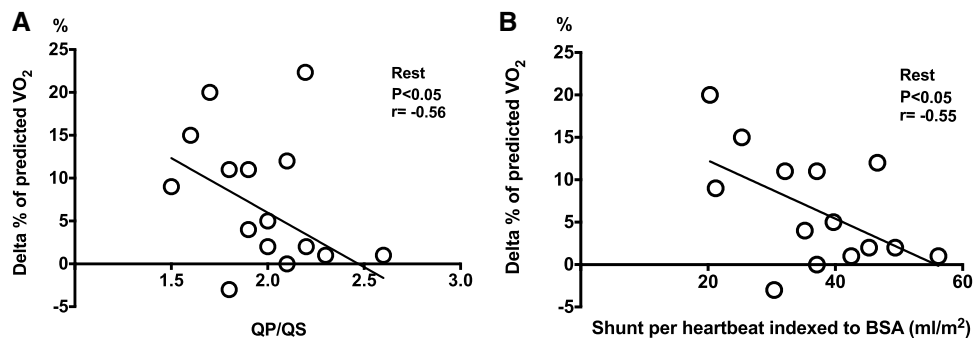 A
%
25
20
15
10
5
0
-5
Delta % of predicted VO2
Rest
P<0.05
r= -0.56
1.5
2.0
2.5
3.0
QP/QS
B
%
25
20
15
10
5
0
-5
Delta % of predicted VO2
Rest
P<0.05
r= -0.55
20
40
60
Shunt per heartbeat indexed to BSA (ml/m²)